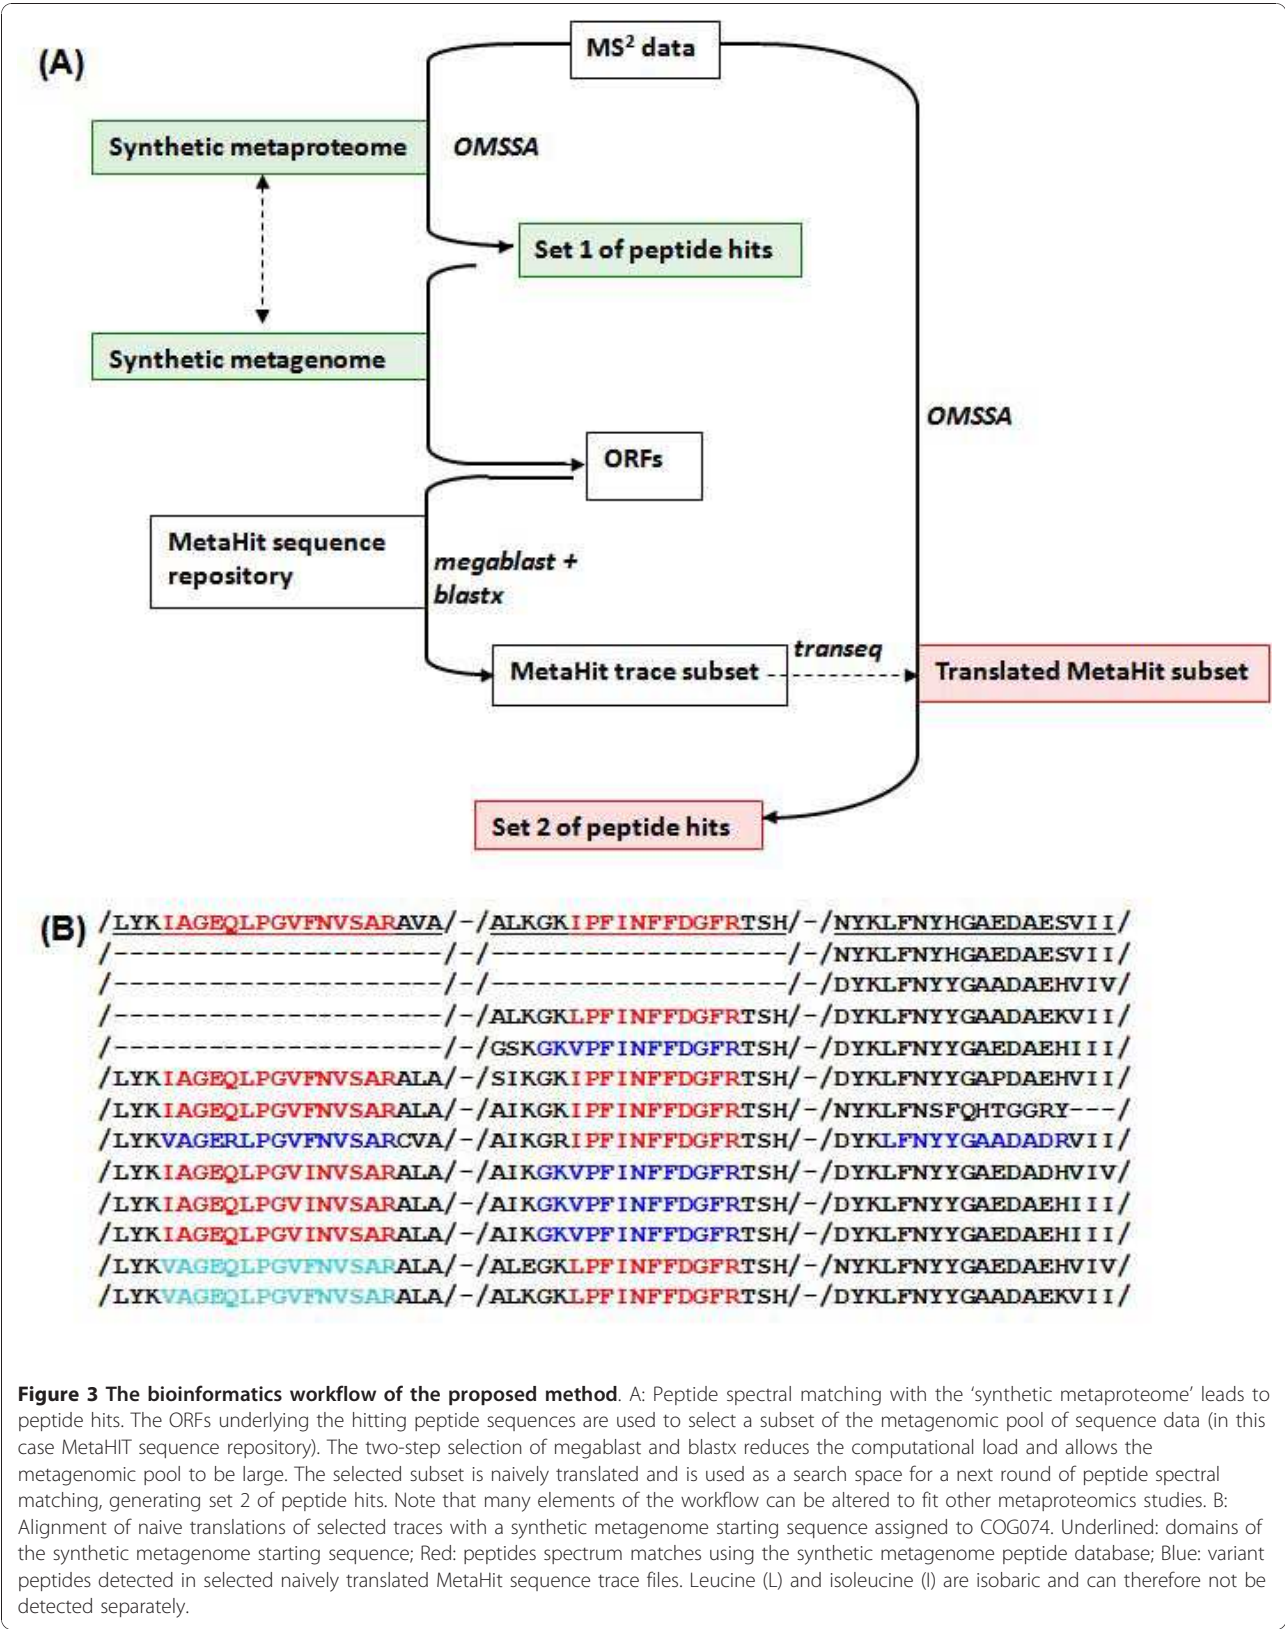 (A)
MS² data
Synthetic metaproteome
OMSSA
Set 1 of peptide hits
Synthetic metagenome
OMSSA
ORFs
MetaHit sequence
repository
megablast +
blastx
MetaHit trace subset
transeq
Translated MetaHit subset
Set 2 of peptide hits
(B)
/LYKIAGEQLPGVFNVSARAVA/-/ALKGKIPFINFFDGFRTSH/-/NYKLFNYHGAEDAESVII/
/---------------------/-/-------------------/-/NYKLFNYHGAEDAESVII/
/---------------------/-/-------------------/-/DYKLFNYYGAADAEHVIV/
/---------------------/-/ALKGKLPFINFFDGFRTSH/-/DYKLFNYYGAADAEKVII/
/---------------------/-/GSKGKVPFINFFDGFRTSH/-/DYKLFNYYGAEDAEHIII/
/LYKIAGEQLPGVFNVSARALA/-/SIKGKIPFINFFDGFRTSH/-/DYKLFNYYGAPDAEHVII/
/LYKIAGEQLPGVFNVSARALA/-/AIKGKIPFINFFDGFRTSH/-/NYKLFNSFQHTGGRY---/
/LYKVAGERLPGVFNVSARCVA/-/AIKGRIPFINFFDGFRTSH/-/DYKLFNYYGAADADRVII/
/LYKIAGEQLPGVINVSARALA/-/AIKGKVPFINFFDGFRTSH/-/DYKLFNYYGAEDADHVIV/
/LYKIAGEQLPGVINVSARALA/-/AIKGKVPFINFFDGFRTSH/-/DYKLFNYYGAEDAEHIII/
/LYKIAGEQLPGVINVSARALA/-/AIKGKVPFINFFDGFRTSH/-/DYKLFNYYGAEDAEHIII/
/LYKVAGEQLPGVFNVSARALA/-/ALEGKLPFINFFDGFRTSH/-/NYKLFNYYGAEDAEHVIV/
/LYKVAGEQLPGVFNVSARALA/-/ALKGKLPFINFFDGFRTSH/-/DYKLFNYYGAADAEKVII/
Figure 3 The bioinformatics workflow of the proposed method. A: Peptide spectral matching with the ‘synthetic metaproteome’ leads to
peptide hits. The ORFs underlying the hitting peptide sequences are used to select a subset of the metagenomic pool of sequence data (in this
case MetaHIT sequence repository). The two-step selection of megablast and blastx reduces the computational load and allows the
metagenomic pool to be large. The selected subset is naively translated and is used as a search space for a next round of peptide spectral
matching, generating set 2 of peptide hits. Note that many elements of the workflow can be altered to fit other metaproteomics studies. B:
Alignment of naive translations of selected traces with a synthetic metagenome starting sequence assigned to COG074. Underlined: domains of
the synthetic metagenome starting sequence; Red: peptides spectrum matches using the synthetic metagenome peptide database; Blue: variant
peptides detected in selected naively translated MetaHit sequence trace files. Leucine (L) and isoleucine (I) are isobaric and can therefore not be
detected separately.